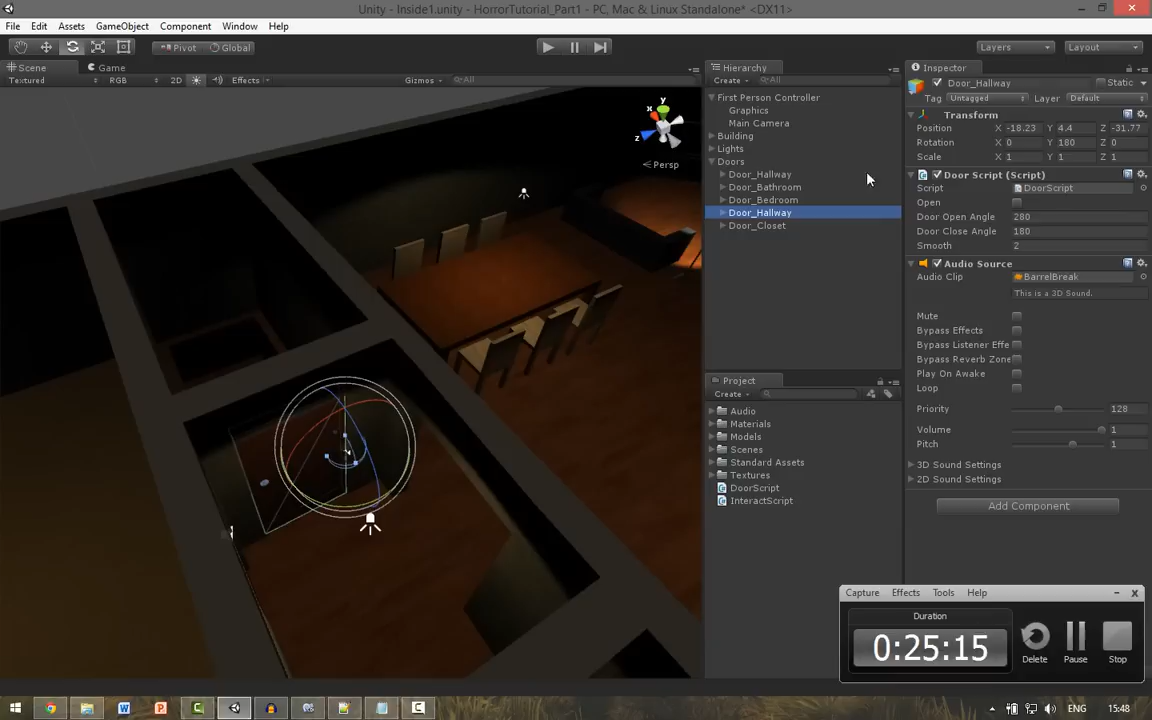 Unity - Inside1.unity - HorrorTutorial_Part1 - PC, Mac & Linux Standalone* <DX11>
File Edit Assets GameObject Component Window Help
Pivot Global Layers Layout
Scene Game
Textured RGB 2D Effects Gizmos All
y
x
z
Persp
Hierarchy
Create All
First Person Controller
Graphics
Main Camera
Building
Lights
Doors
Door_Hallway
Door_Bathroom
Door_Bedroom
Door_Hallway
Door_Closet
Project
Create
Audio
Materials
Models
Scenes
Standard Assets
Textures
DoorScript
InteractScript
Inspector
Door_Hallway Static
Tag Untagged Layer Default
Transform
Position X -18.23 Y 4.4 Z -31.77
Rotation X 0 Y 180 Z 0
Scale X 1 Y 1 Z 1
Door Script (Script)
Script DoorScript
Open
Door Open Angle 280
Door Close Angle 180
Smooth 2
Audio Source
Audio Clip BarrelBreak
This is a 3D Sound.
Mute
Bypass Effects
Bypass Listener Effe
Bypass Reverb Zone
Play On Awake
Loop
Priority 128
Volume 1
Pitch 1
3D Sound Settings
2D Sound Settings
Add Component
Capture Effects Tools Help
Duration
0:25:15
Delete Pause Stop
ENG 15:48